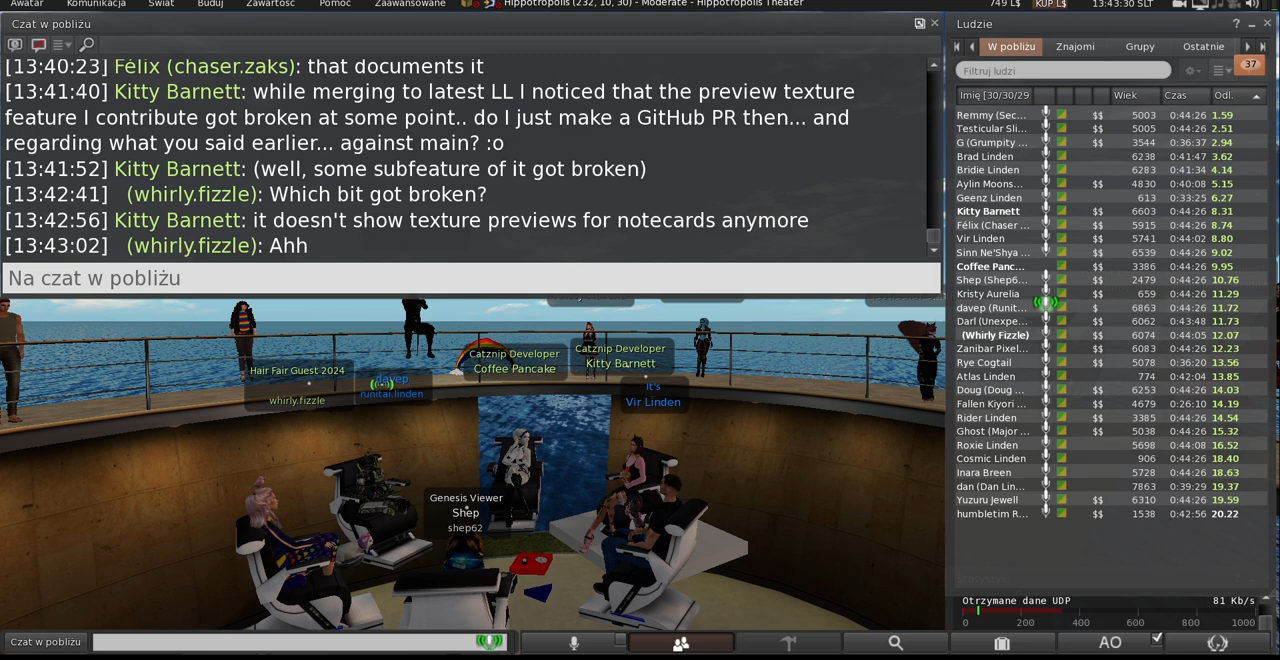 Awatar Komunikacja Świat Buduj Zawartość Pomoc Zaawansowane Hippotropolis (232, 10, 30) - Moderate - Hippotropolis Theater 749 L$ KUP L$ 13:43:30 SLT
Czat w pobliżu
[13:40:23] Félix (chaser.zaks): that documents it
[13:41:40] Kitty Barnett: while merging to latest LL I noticed that the preview texture
feature I contribute got broken at some point.. do I just make a GitHub PR then... and
regarding what you said earlier... against main? :o
[13:41:52] Kitty Barnett: (well, some subfeature of it got broken)
[13:42:41] (whirly.fizzle): Which bit got broken?
[13:42:56] Kitty Barnett: it doesn't show texture previews for notecards anymore
[13:43:02] (whirly.fizzle): Ahh
Na czat w pobliżu
Hair Fair Guest 2024
whirly.fizzle
davep
runitai.linden
Catznip Developer
Coffee Pancake
Catznip Developer
Kitty Barnett
It's
Vir Linden
Genesis Viewer
Shep
shep62
Ludzie
? _ ×
W pobliżu Znajomi Grupy Ostatnie
Filtruj ludzi
37
Imię [30/30/29 Wiek Czas Odl.
Remmy (Sec... $$ 5003 0:44:26 1.59
Testicular Sli... $$ 5005 0:44:26 2.51
G (Grumpity ... $$ 3544 0:36:37 2.94
Brad Linden 6238 0:41:47 3.62
Bridie Linden 6283 0:41:34 4.14
Aylin Moons... $$ 4830 0:40:08 5.15
Geenz Linden 613 0:33:25 6.27
Kitty Barnett $$ 6603 0:44:26 8.31
Félix (Chaser ... $$ 5915 0:44:26 8.74
Vir Linden 5741 0:44:02 8.80
Sinn Ne'Shya ... $$ 6539 0:44:26 9.02
Coffee Panc... 3386 0:44:26 9.95
Shep (Shep6... $$ 2479 0:44:26 10.76
Kristy Aurelia $$ 659 0:44:26 11.29
davep (Runit... $ 6863 0:44:26 11.72
Darl (Unexpe... $$ 6062 0:43:48 11.73
(Whirly Fizzle) $$ 6074 0:44:05 12.07
Zanibar Pixel... $$ 6083 0:44:26 12.23
Rye Cogtail $$ 5078 0:36:20 13.56
Atlas Linden 774 0:42:04 13.85
Doug (Doug ... $$ 6253 0:44:26 14.03
Fallen Kiyori ... $$ 4679 0:26:10 14.19
Rider Linden $$ 3385 0:44:26 14.54
Ghost (Major ... $$ 5038 0:44:26 15.32
Roxie Linden 5698 0:44:08 16.52
Cosmic Linden 906 0:44:26 18.40
Inara Breen 5728 0:44:26 18.63
dan (Dan Lin... 7863 0:39:29 19.37
Yuzuru Jewell $$ 6310 0:44:26 19.59
humbletim R... $$ 1538 0:42:56 20.22
Otrzymane dane UDP 81 Kb/s
0 200 400 600 800 1000
Czat w pobliżu
AO